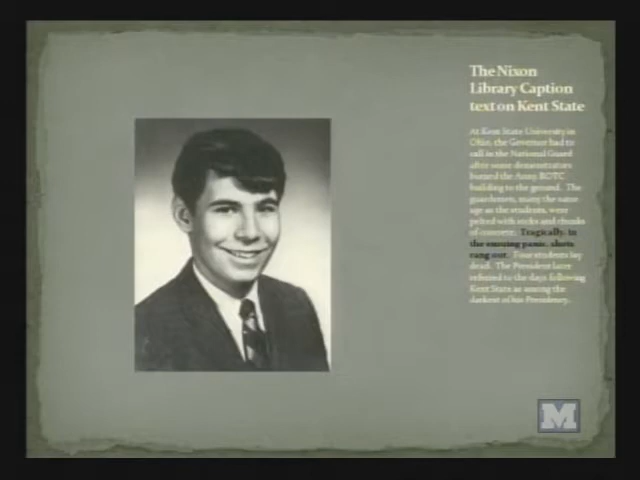 The Nixon
Library Caption
text on Kent State
At Kent State University in
Ohio, the Governor had to
call in the National Guard
after some demonstrators
burned the Army ROTC
building to the ground. The
guardsmen, many the same
age as the students, were
pelted with rocks and chunks
of concrete. Tragically, in
the ensuing panic, shots
rang out. Four students lay
dead. The President later
referred to the days following
Kent State as among the
darkest of his Presidency.
M